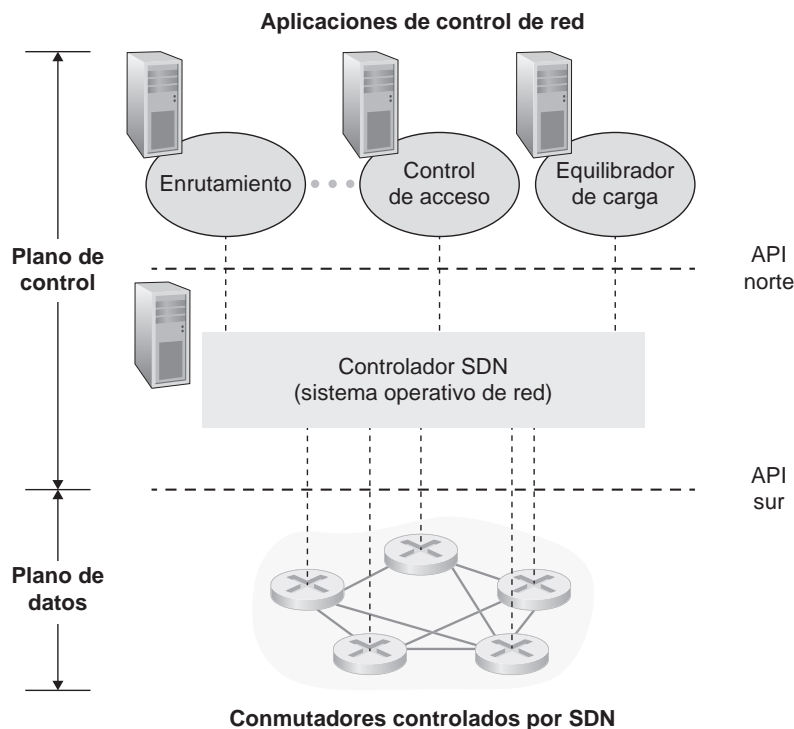 Aplicaciones de control de red
Enrutamiento
Control
de acceso
Equilibrador
de carga
Plano de
control
API
norte
Controlador SDN
(sistema operativo de red)
API
sur
Plano de
datos
Conmutadores controlados por SDN